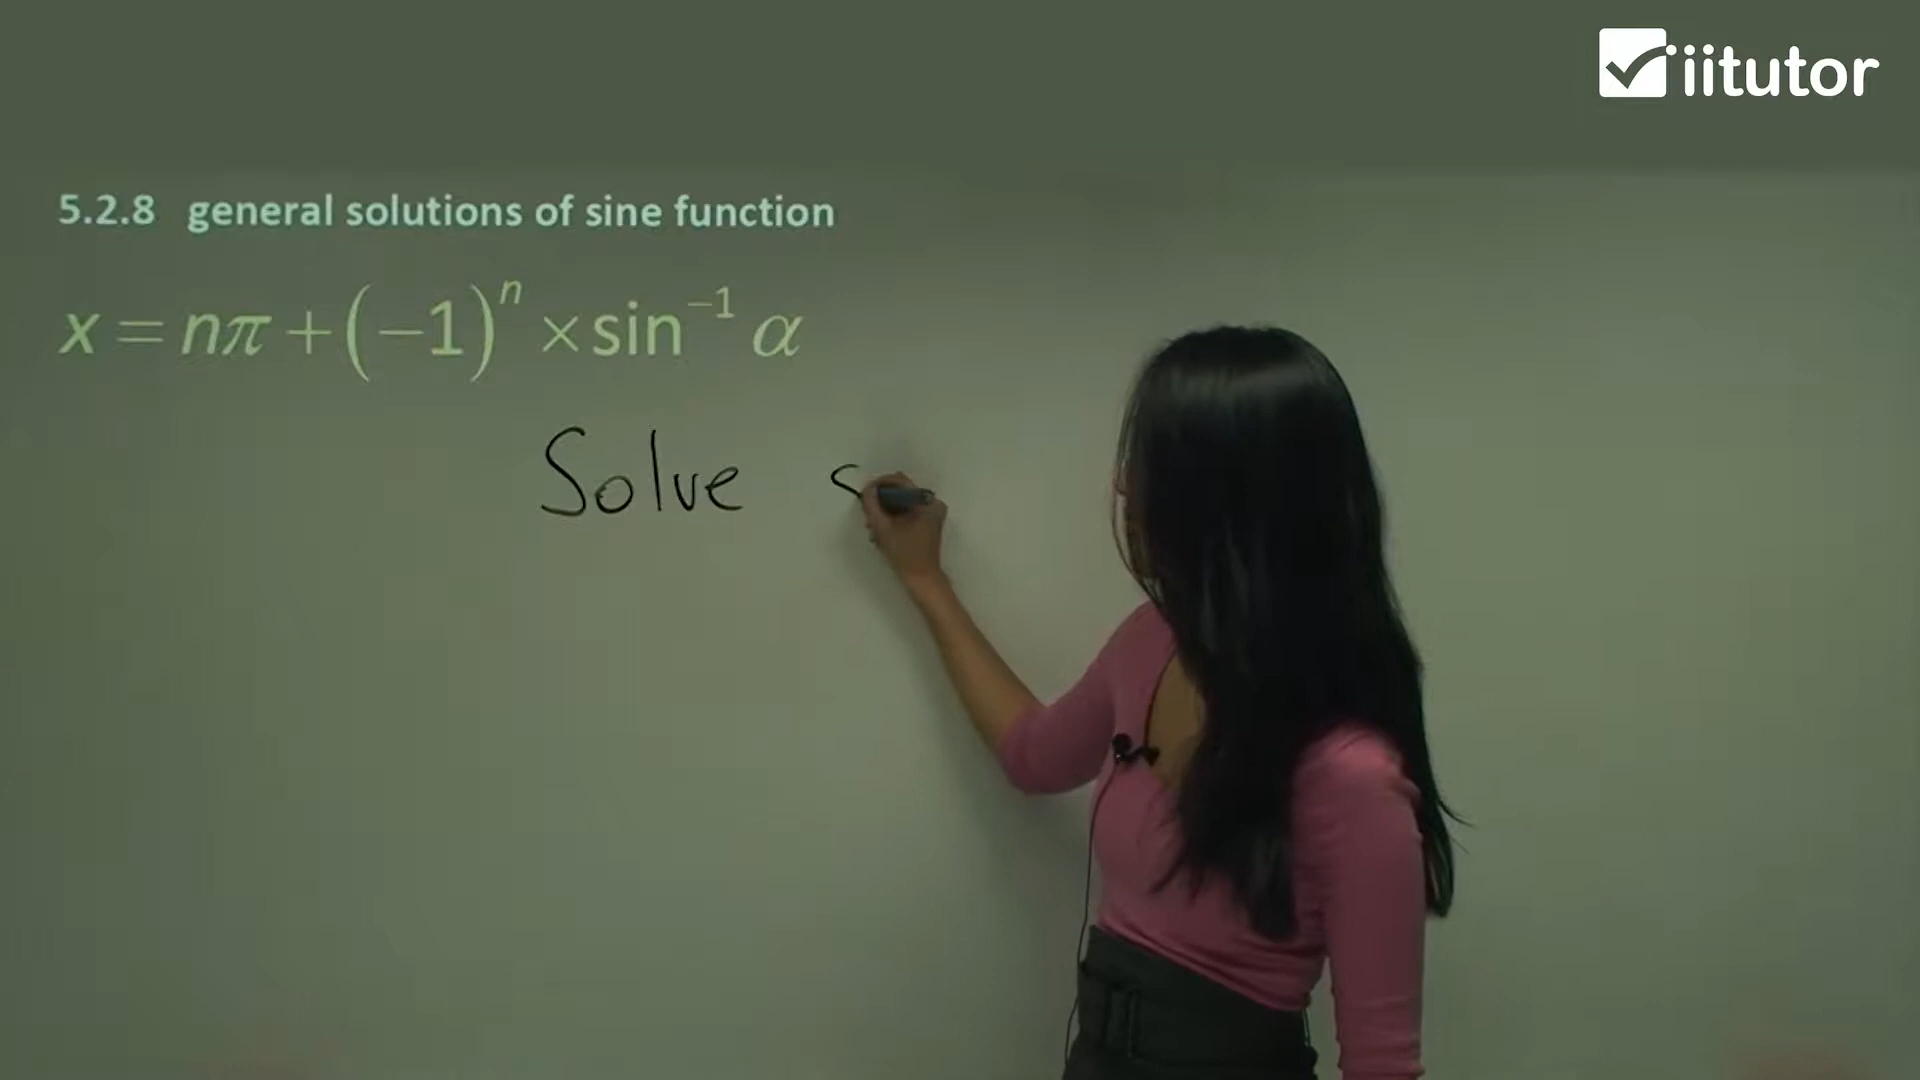 iitutor
5.2.8 general solutions of sine function
x = nπ + (−1)ⁿ × sin⁻¹ α
Solve s